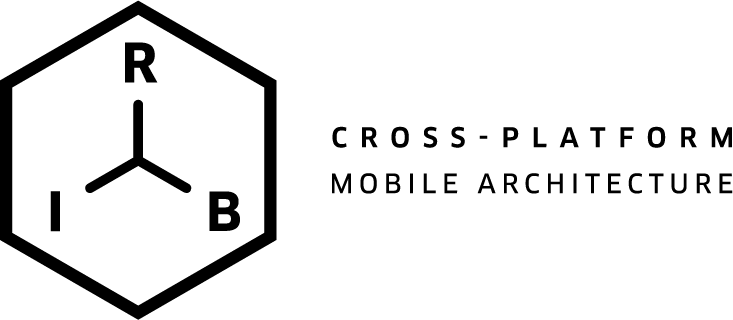 R
I B
CROSS-PLATFORM
MOBILE ARCHITECTURE